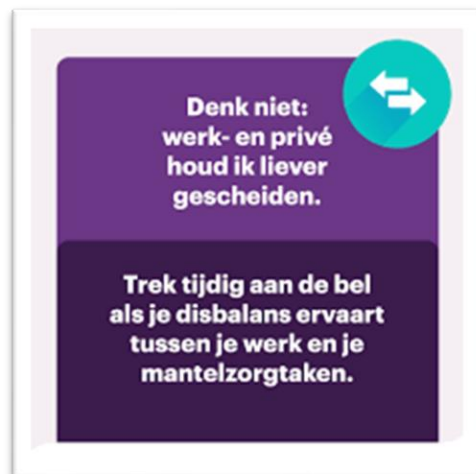 Denk niet:
werk- en privé
houd ik liever
gescheiden.
Trek tijdig aan de bel
als je disbalans ervaart
tussen je werk en je
mantelzorgtaken.